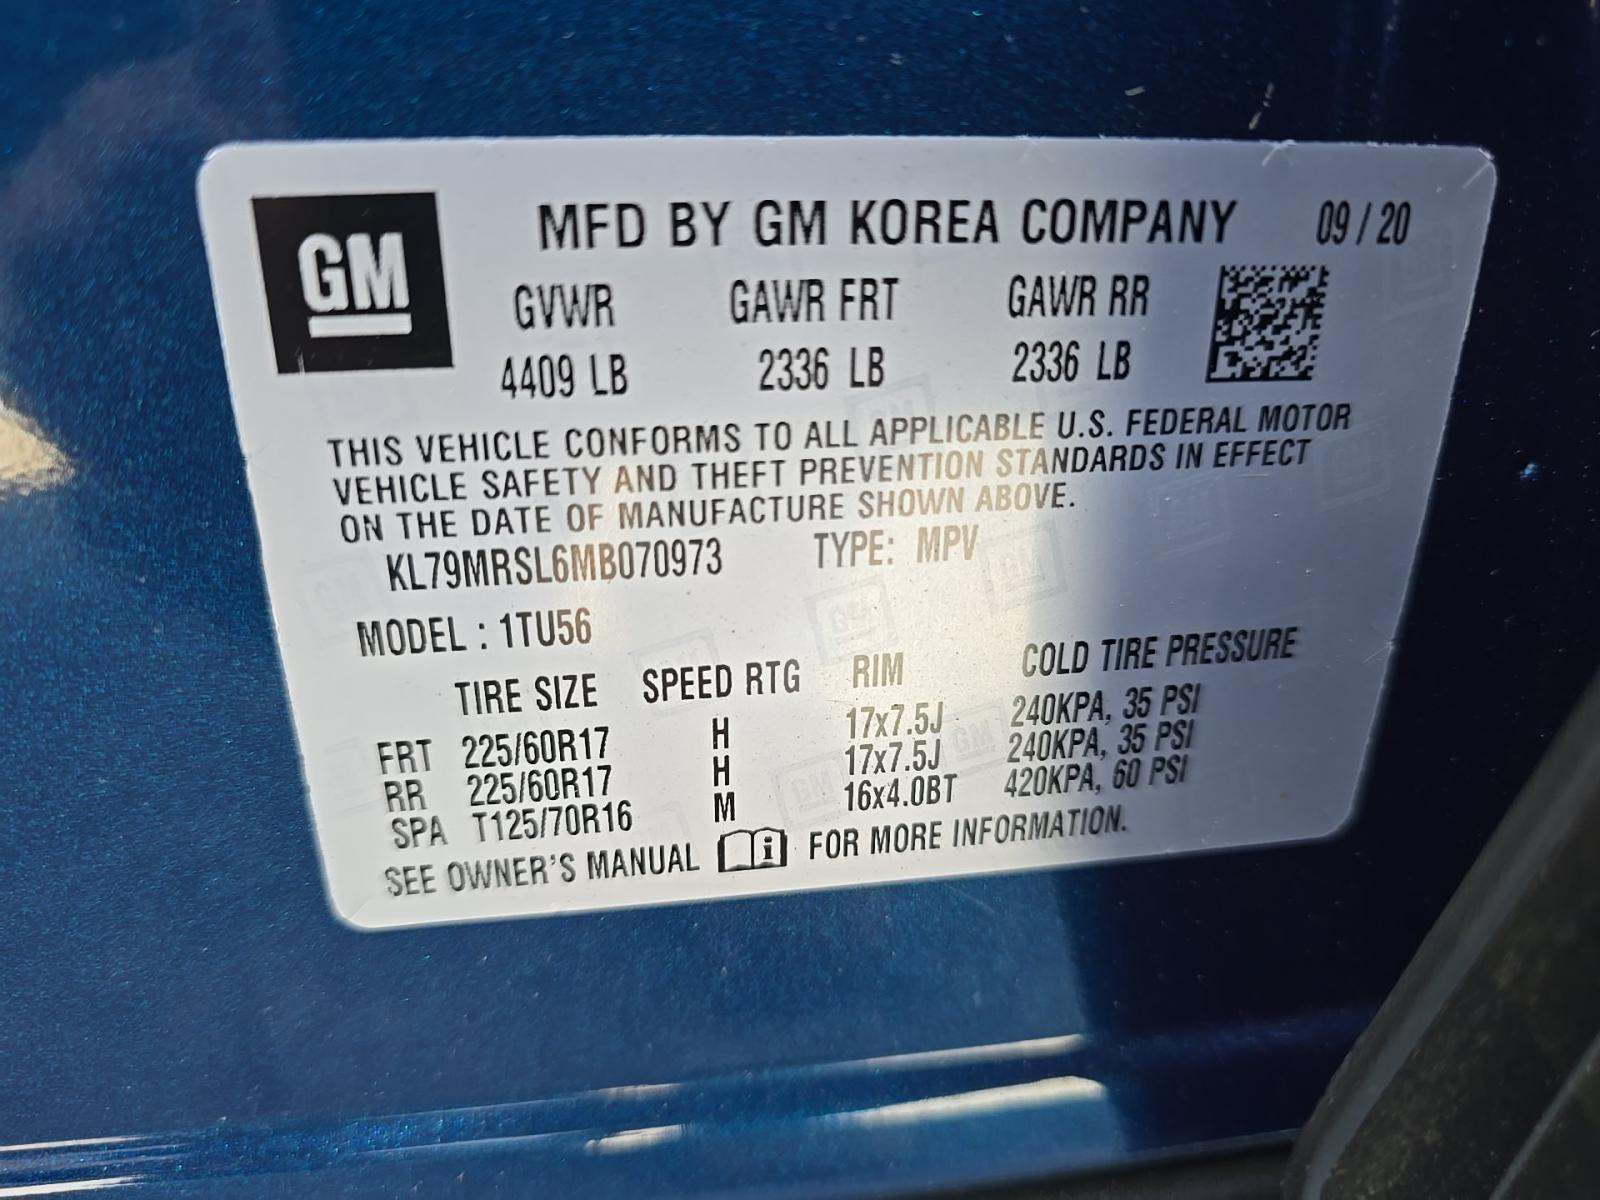 GM
MFD BY GM KOREA COMPANY 09 / 20
GVWR GAWR FRT GAWR RR
4409 LB 2336 LB 2336 LB
THIS VEHICLE CONFORMS TO ALL APPLICABLE U.S. FEDERAL MOTOR
VEHICLE SAFETY AND THEFT PREVENTION STANDARDS IN EFFECT
ON THE DATE OF MANUFACTURE SHOWN ABOVE.
KL79MRSL6MB070973 TYPE: MPV
MODEL : 1TU56
TIRE SIZE SPEED RTG RIM COLD TIRE PRESSURE
FRT 225/60R17 H 17x7.5J 240KPA, 35 PSI
RR 225/60R17 H 17x7.5J 240KPA, 35 PSI
SPA T125/70R16 M 16x4.0BT 420KPA, 60 PSI
SEE OWNER'S MANUAL i FOR MORE INFORMATION.